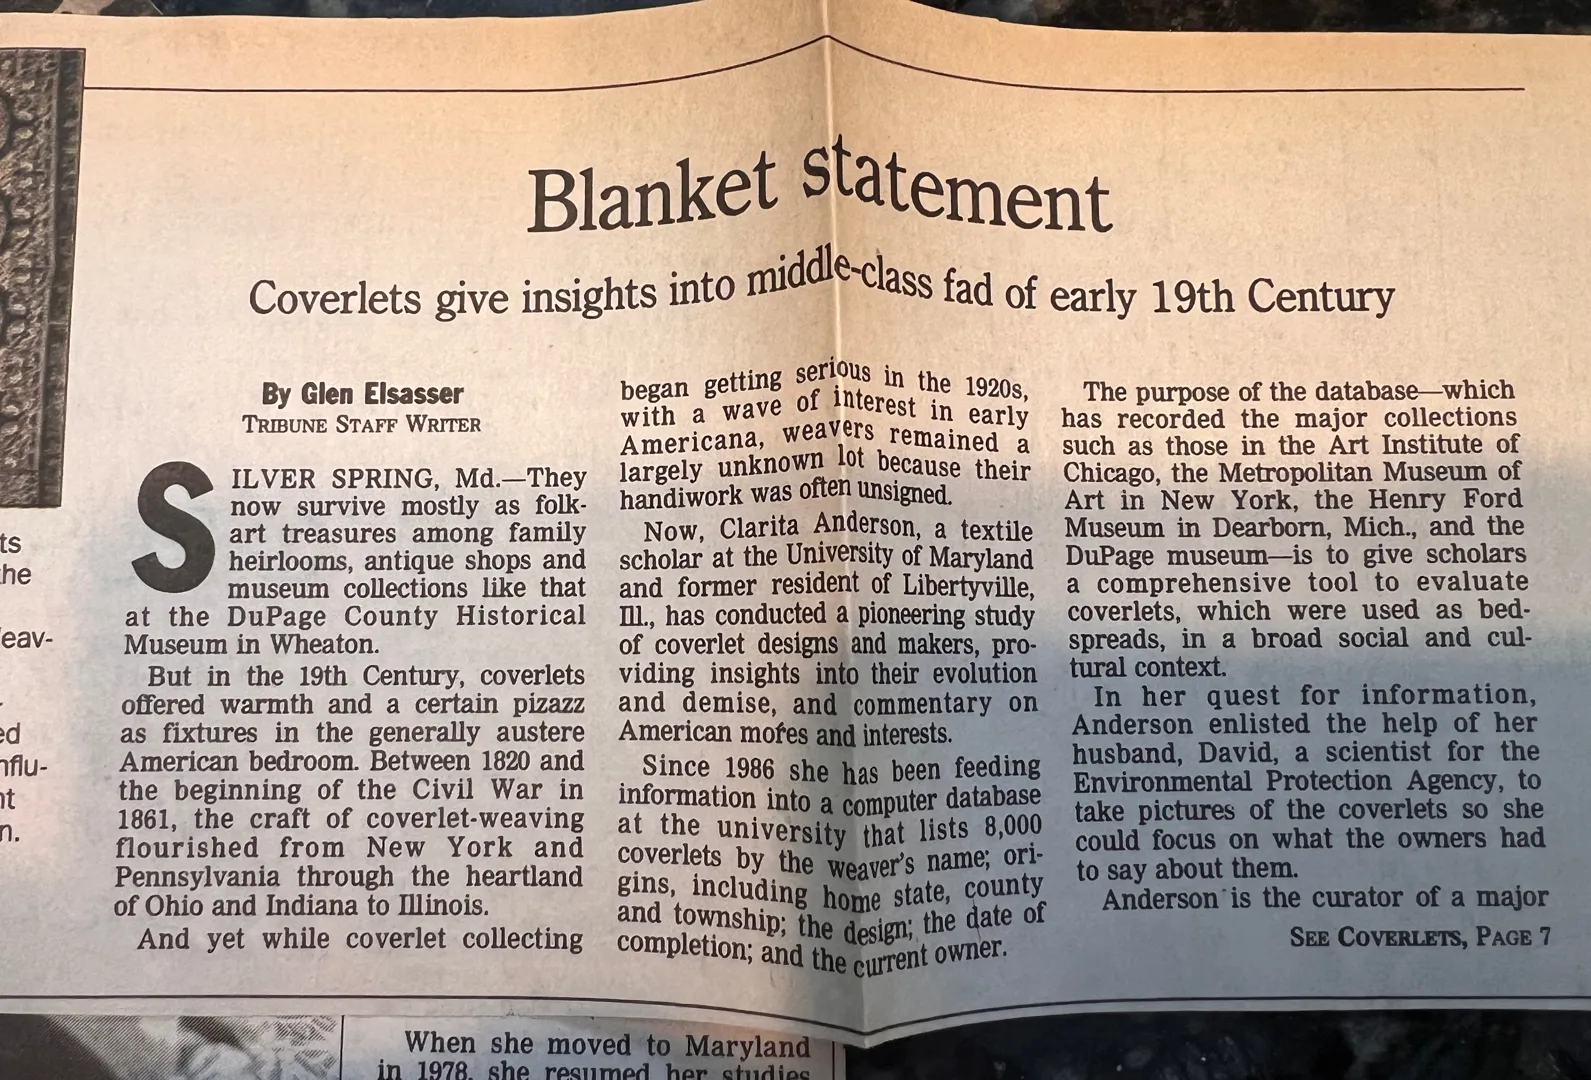 Blanket statement
Coverlets give insights into middle-class fad of early 19th Century
By Glen Elsasser
TRIBUNE STAFF WRITER
SILVER SPRING, Md.—They
now survive mostly as folk-
art treasures among family
heirlooms, antique shops and
museum collections like that
at the DuPage County Historical
Museum in Wheaton.
But in the 19th Century, coverlets
offered warmth and a certain pizazz
as fixtures in the generally austere
American bedroom. Between 1820 and
the beginning of the Civil War in
1861, the craft of coverlet-weaving
flourished from New York and
Pennsylvania through the heartland
of Ohio and Indiana to Illinois.
And yet while coverlet collecting
began getting serious in the 1920s,
with a wave of interest in early
Americana, weavers remained a
largely unknown lot because their
handiwork was often unsigned.
Now, Clarita Anderson, a textile
scholar at the University of Maryland
and former resident of Libertyville,
Ill., has conducted a pioneering study
of coverlet designs and makers, pro-
viding insights into their evolution
and demise, and commentary on
American mores and interests.
Since 1986 she has been feeding
information into a computer database
at the university that lists 8,000
coverlets by the weaver's name; ori-
gins, including home state, county
and township; the design; the date of
completion; and the current owner.
The purpose of the database—which
has recorded the major collections
such as those in the Art Institute of
Chicago, the Metropolitan Museum of
Art in New York, the Henry Ford
Museum in Dearborn, Mich., and the
DuPage museum—is to give scholars
a comprehensive tool to evaluate
coverlets, which were used as bed-
spreads, in a broad social and cul-
tural context.
In her quest for information,
Anderson enlisted the help of her
husband, David, a scientist for the
Environmental Protection Agency, to
take pictures of the coverlets so she
could focus on what the owners had
to say about them.
Anderson is the curator of a major
SEE COVERLETS, PAGE 7
When she moved to Maryland
in 1978, she resumed her studies